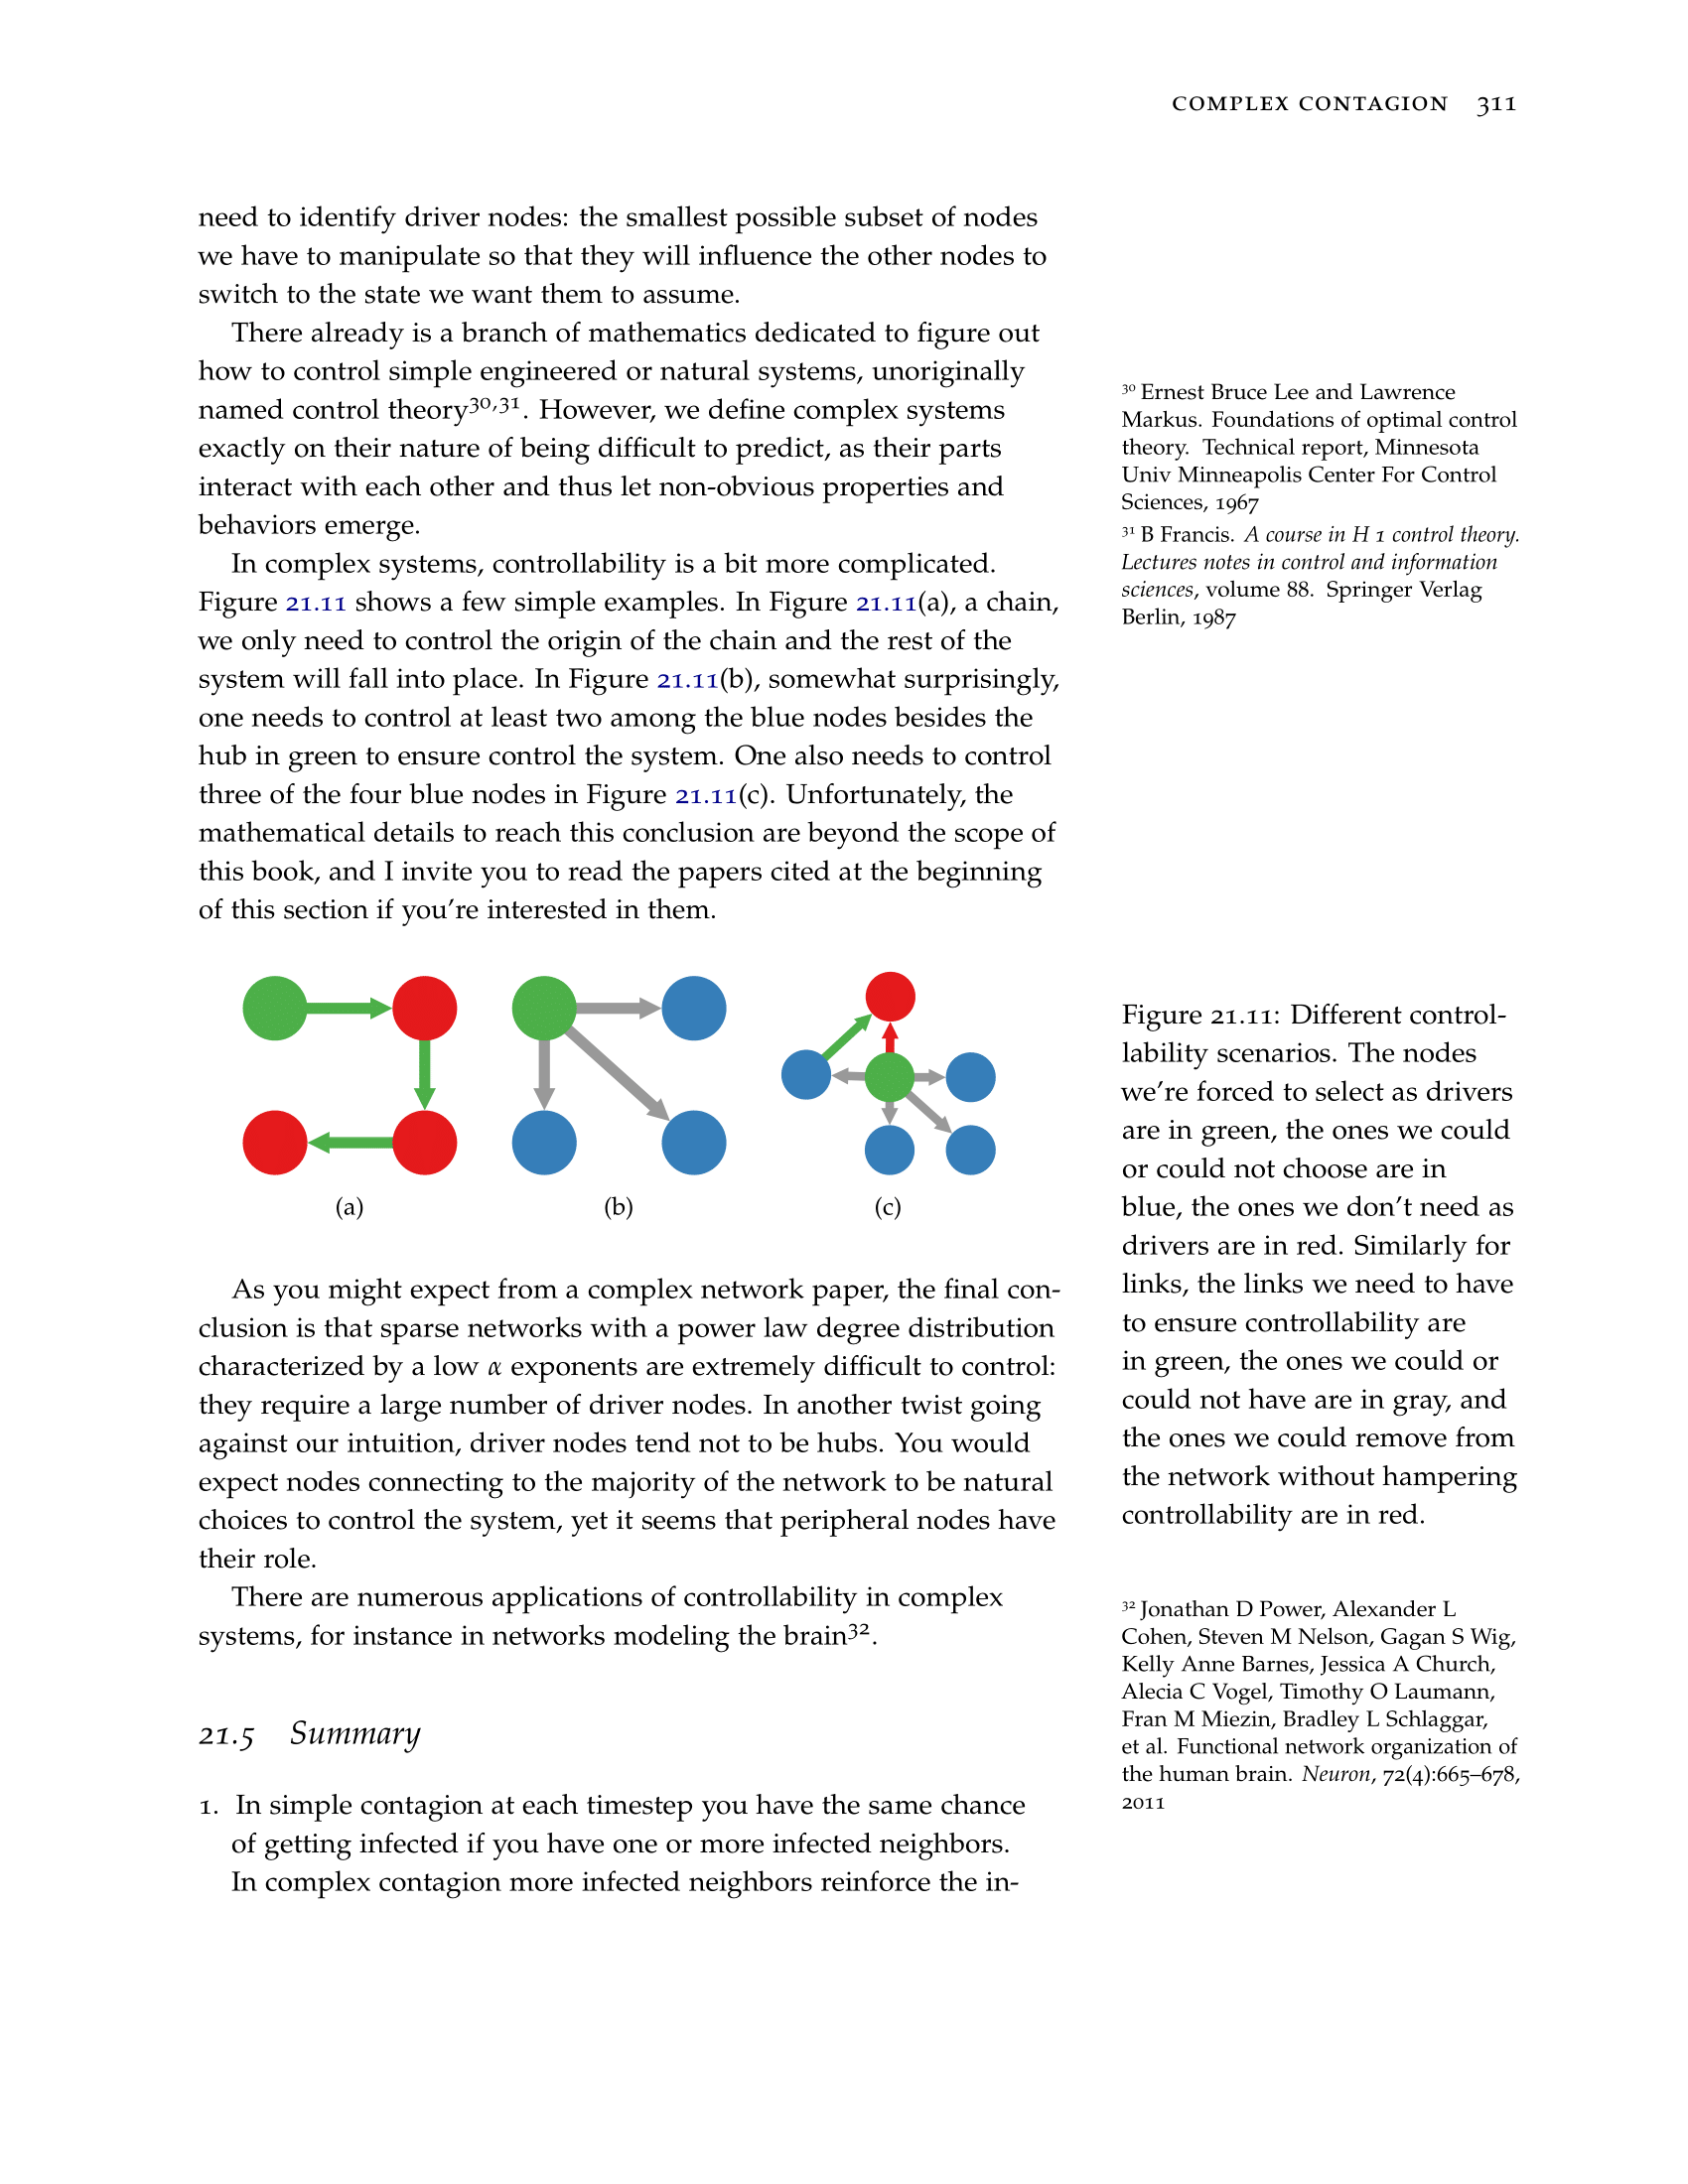 COMPLEX CONTAGION 311
need to identify driver nodes: the smallest possible subset of nodes
we have to manipulate so that they will influence the other nodes to
switch to the state we want them to assume.
There already is a branch of mathematics dedicated to figure out
how to control simple engineered or natural systems, unoriginally
named control theory30,31. However, we define complex systems
exactly on their nature of being difficult to predict, as their parts
interact with each other and thus let non-obvious properties and
behaviors emerge.
In complex systems, controllability is a bit more complicated.
Figure 21.11 shows a few simple examples. In Figure 21.11(a), a chain,
we only need to control the origin of the chain and the rest of the
system will fall into place. In Figure 21.11(b), somewhat surprisingly,
one needs to control at least two among the blue nodes besides the
hub in green to ensure control the system. One also needs to control
three of the four blue nodes in Figure 21.11(c). Unfortunately, the
mathematical details to reach this conclusion are beyond the scope of
this book, and I invite you to read the papers cited at the beginning
of this section if you're interested in them.
30 Ernest Bruce Lee and Lawrence
Markus. Foundations of optimal control
theory. Technical report, Minnesota
Univ Minneapolis Center For Control
Sciences, 1967
31 B Francis. A course in H 1 control theory.
Lectures notes in control and information
sciences, volume 88. Springer Verlag
Berlin, 1987
(a)
(b)
(c)
Figure 21.11: Different control-
lability scenarios. The nodes
we're forced to select as drivers
are in green, the ones we could
or could not choose are in
blue, the ones we don't need as
drivers are in red. Similarly for
links, the links we need to have
to ensure controllability are
in green, the ones we could or
could not have are in gray, and
the ones we could remove from
the network without hampering
controllability are in red.
As you might expect from a complex network paper, the final con-
clusion is that sparse networks with a power law degree distribution
characterized by a low α exponents are extremely difficult to control:
they require a large number of driver nodes. In another twist going
against our intuition, driver nodes tend not to be hubs. You would
expect nodes connecting to the majority of the network to be natural
choices to control the system, yet it seems that peripheral nodes have
their role.
There are numerous applications of controllability in complex
systems, for instance in networks modeling the brain32.
32 Jonathan D Power, Alexander L
Cohen, Steven M Nelson, Gagan S Wig,
Kelly Anne Barnes, Jessica A Church,
Alecia C Vogel, Timothy O Laumann,
Fran M Miezin, Bradley L Schlaggar,
et al. Functional network organization of
the human brain. Neuron, 72(4):665–678,
2011
21.5 Summary
1. In simple contagion at each timestep you have the same chance
of getting infected if you have one or more infected neighbors.
In complex contagion more infected neighbors reinforce the in-